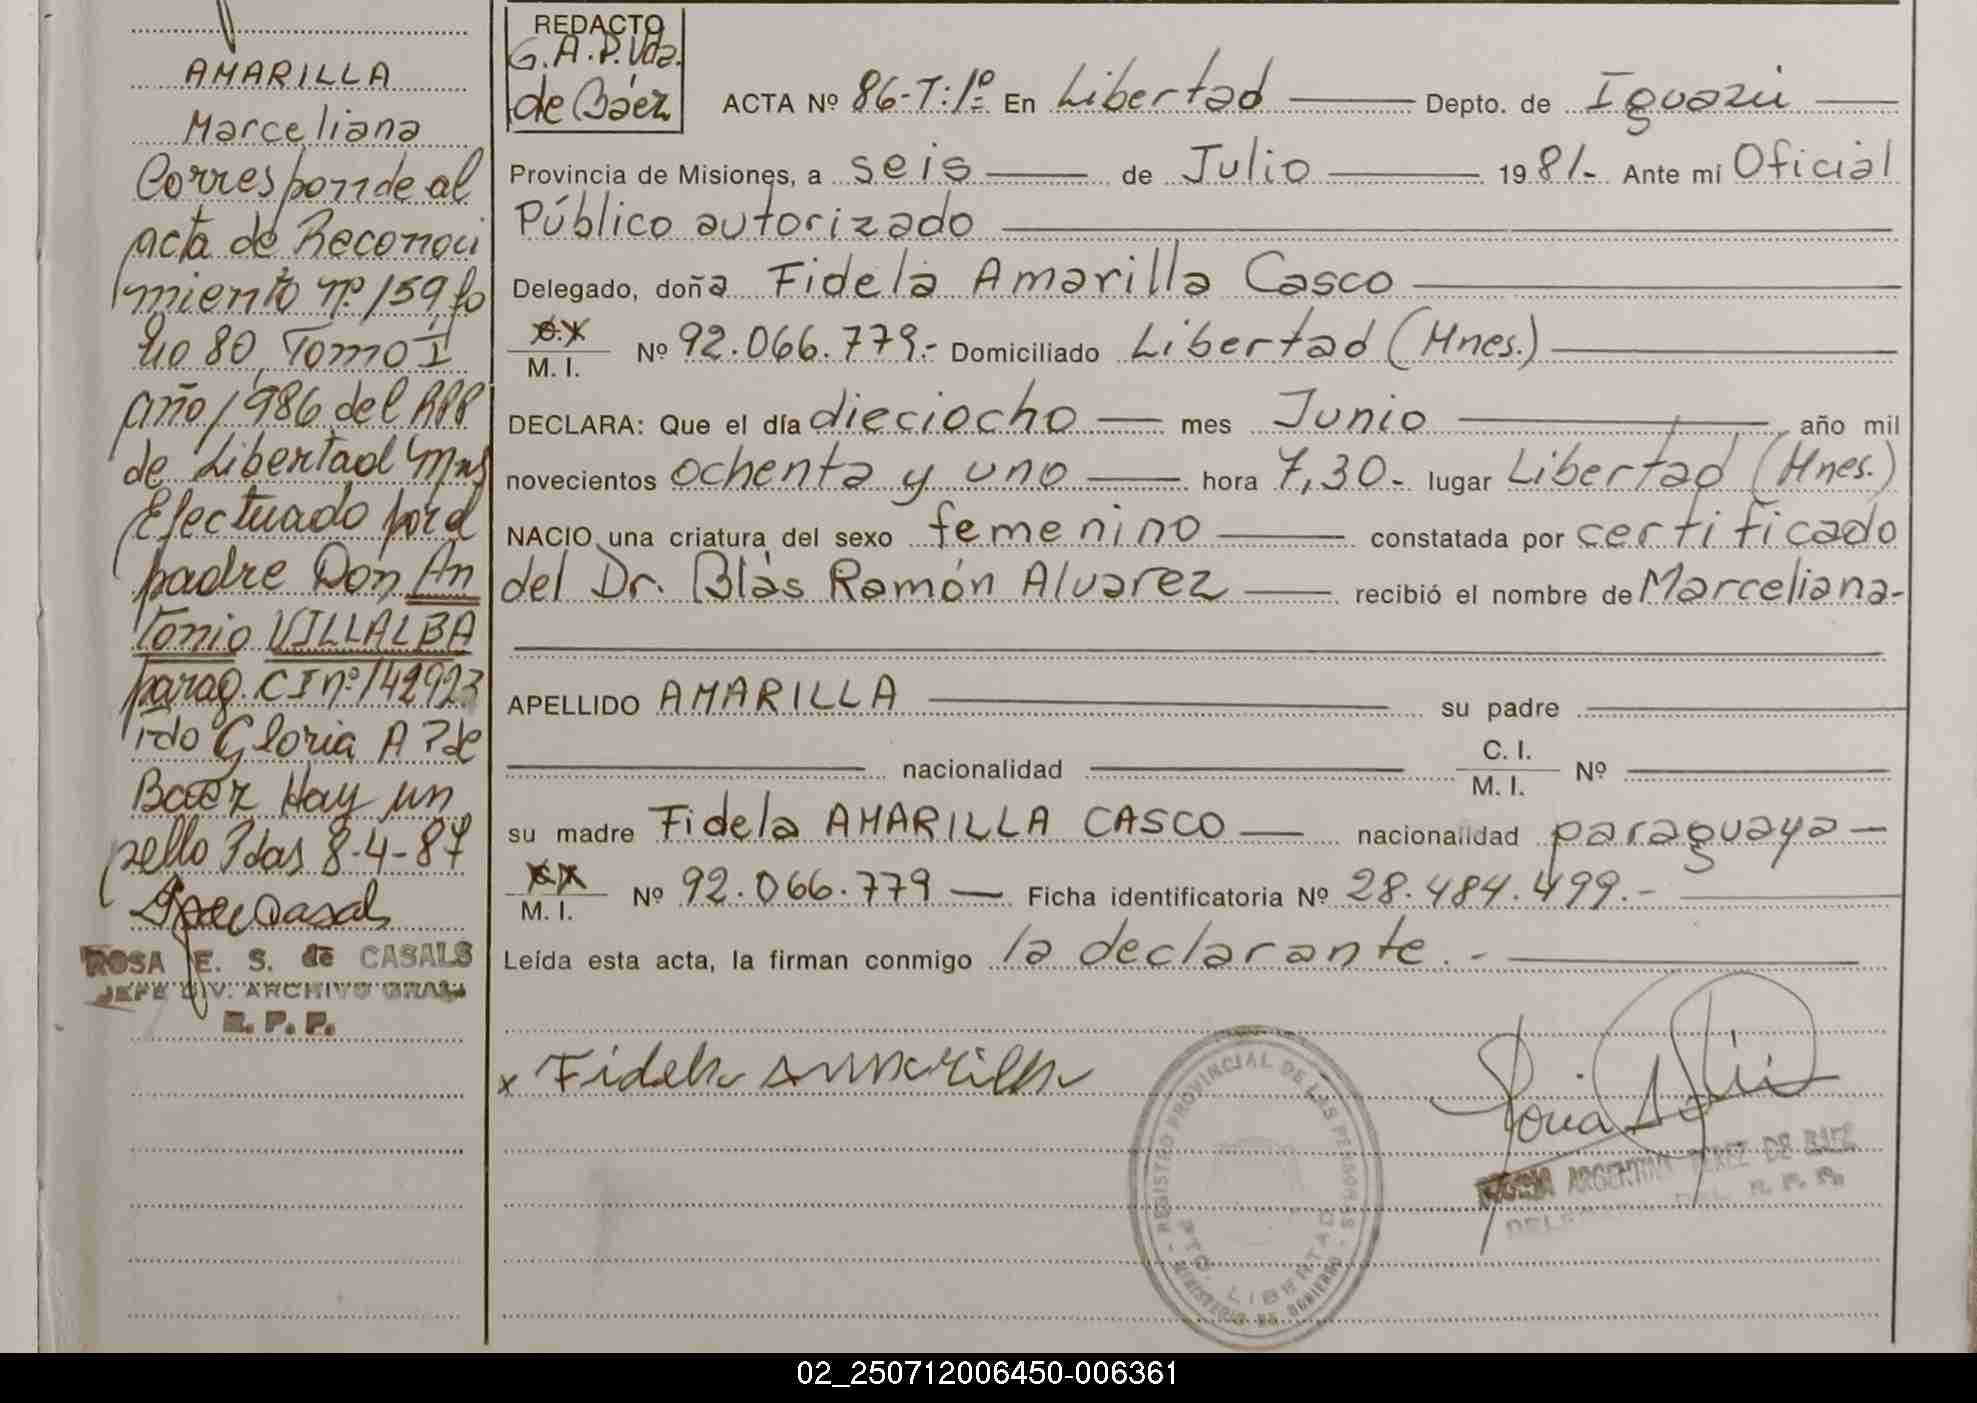 AMARILLA
Marceliana
Corresponde al
acta de Reconoci
miento nº 159 fo
lio 80, Tomo I
año 1986 del RPP
de Libertad Mns
Efectuado por el
padre Don An
tonio VILLALBA
parag. C I nº 142923
do Gloria A P de
Baez Hay un
sello Pdas 8-4-87
ROSA E. S. de CASALS
JEFE DIV. ARCHIVO GRAL.
R. P. P.
REDACTO
G. A. P. Vda.
de Báez
ACTA Nº 86-T:1º En Libertad Depto. de Iguazú
Provincia de Misiones, a seis de Julio 1981.- Ante mí Oficial
Público autorizado
Delegado, doña Fidela Amarilla Casco
M. I. Nº 92.066.779.- Domiciliado Libertad (Mnes.)
DECLARA: Que el día dieciocho mes Junio año mil
novecientos ochenta y uno hora 7,30.- lugar Libertad (Mnes.)
NACIO una criatura del sexo femenino constatada por certificado
del Dr. Blás Ramón Alvarez recibió el nombre de Marceliana-
APELLIDO AMARILLA su padre
nacionalidad C. I. M. I. Nº
su madre Fidela AMARILLA CASCO nacionalidad paraguaya
M. I. Nº 92.066.779 Ficha identificatoria Nº 28.484.499.-
Leída esta acta, la firman conmigo la declarante.-
x Fidela Amarilla
REGISTRO PROVINCIAL DE LAS PERSONAS
PTO. LIBERTAD
MINISTERIO DE GOBIERNO
GLORIA ARGENTINA PEREZ DE BAEZ
DELEGADA DEL R. P. P.
02_250712006450-006361